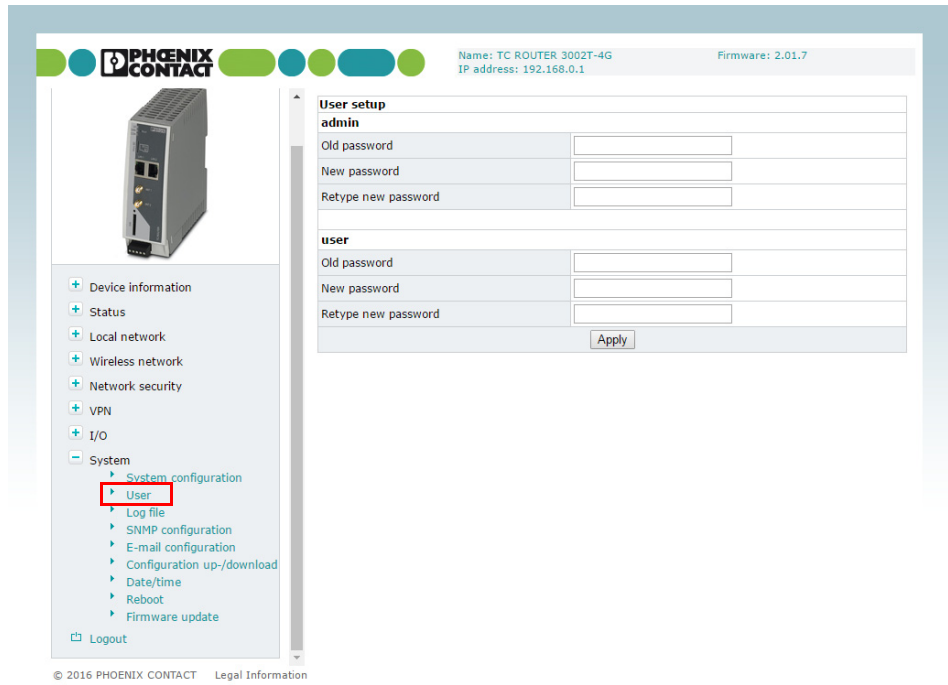 PHŒNIX
CONTACT
Name: TC ROUTER 3002T-4G
Firmware: 2.01.7
IP address: 192.168.0.1
User setup
admin
Old password
New password
Retype new password
user
Old password
New password
Retype new password
Apply
Device information
Status
Local network
Wireless network
Network security
VPN
I/O
System
System configuration
User
Log file
SNMP configuration
E-mail configuration
Configuration up-/download
Date/time
Reboot
Firmware update
Logout
© 2016 PHOENIX CONTACT Legal Information